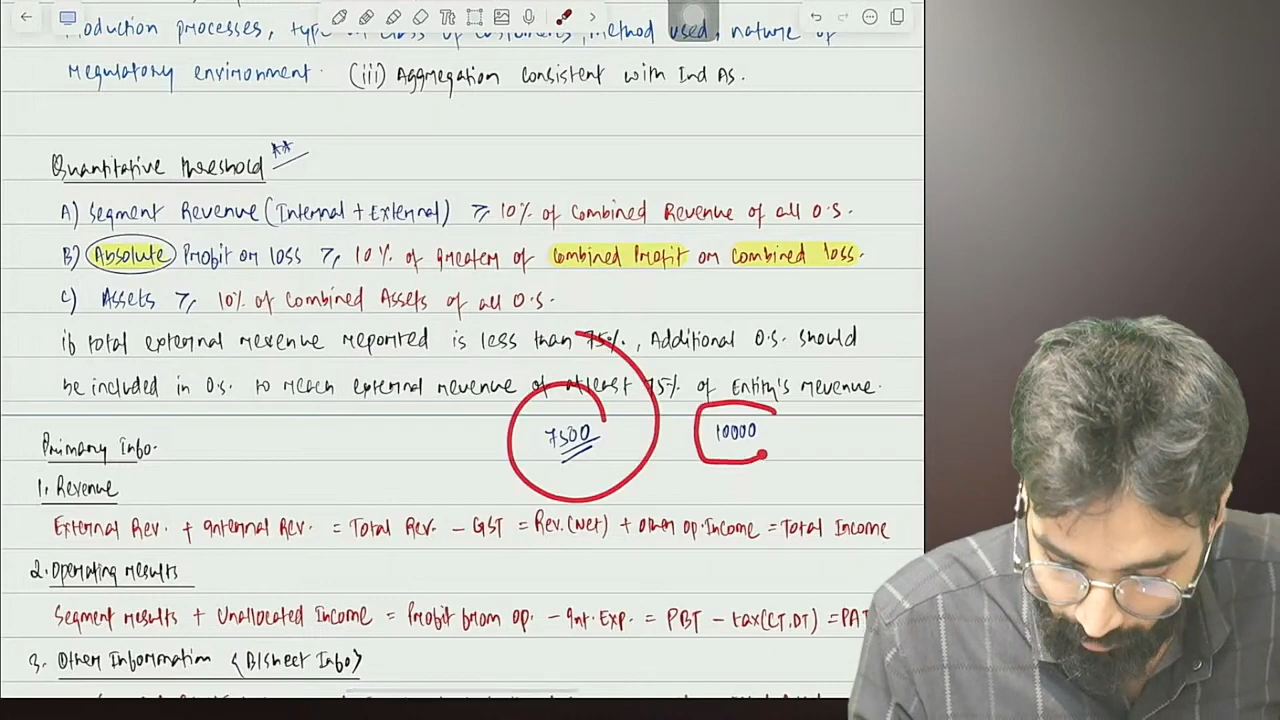 production processes, type or class of customers, method used, nature of
Regulatory environment. (iii) Aggregation consistent with Ind As.
Quantitative threshold **
A) Segment Revenue (Internal + External) ≥ 10% of Combined Revenue of all O.S.
B) Absolute Profit or loss ≥ 10% of greater of Combined Profit or Combined loss.
C) Assets ≥ 10% of Combined Assets of all O.S.
if total external revenue reported is less than 75%, Additional O.S. should
be included in O.S. to reach external revenue of atleast 75% of Entity's revenue.
7500 10000
Primary Info.
1. Revenue
External Rev. + Internal Rev. = Total Rev. - GST = Rev.(Net) + other op. Income = Total Income
2. Operating results
Segment results + Unallocated Income = Profit from op. - Int. Exp. = PBT - tax(CT, DT) = PAT
3. Other Information (B/sheet Info)